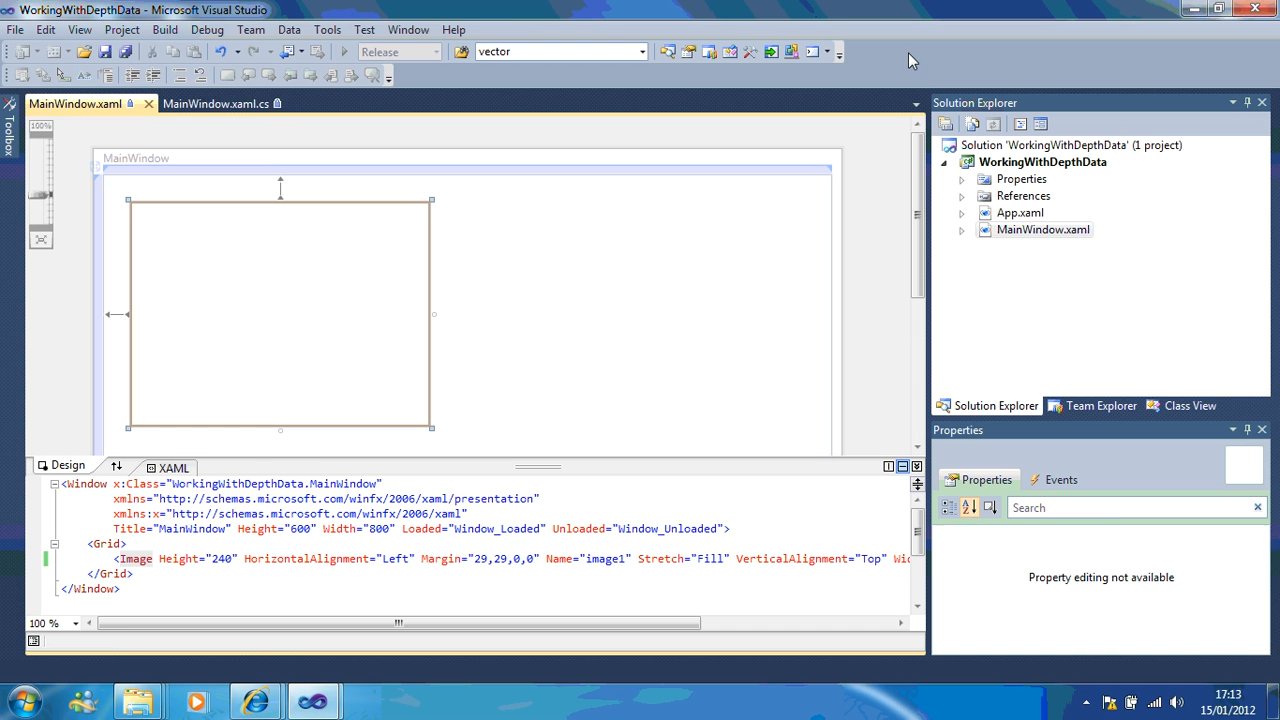 WorkingWithDepthData - Microsoft Visual Studio
File Edit View Project Build Debug Team Data Tools Test Window Help
Release vector
MainWindow.xaml MainWindow.xaml.cs
Toolbox
100%
MainWindow
Solution Explorer
Solution 'WorkingWithDepthData' (1 project)
WorkingWithDepthData
Properties
References
App.xaml
MainWindow.xaml
Solution Explorer Team Explorer Class View
Properties
Properties Events
Search
Property editing not available
Design XAML
<Window x:Class="WorkingWithDepthData.MainWindow"
xmlns="http://schemas.microsoft.com/winfx/2006/xaml/presentation"
xmlns:x="http://schemas.microsoft.com/winfx/2006/xaml"
Title="MainWindow" Height="600" Width="800" Loaded="Window_Loaded" Unloaded="Window_Unloaded">
<Grid>
<Image Height="240" HorizontalAlignment="Left" Margin="29,29,0,0" Name="image1" Stretch="Fill" VerticalAlignment="Top" Wid
</Grid>
</Window>
100 %
17:13
15/01/2012